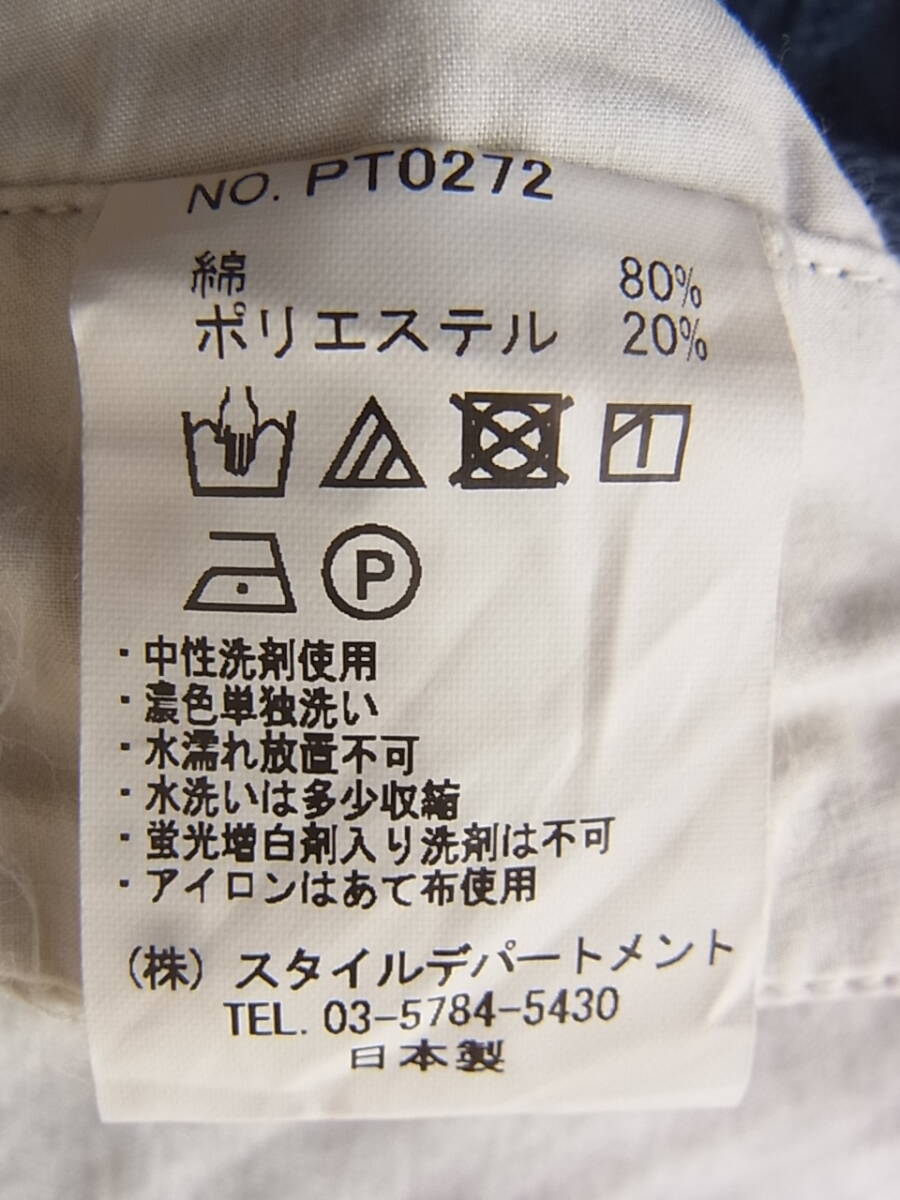 NO. PT0272
綿 80%
ポリエステル 20%
P
・中性洗剤使用
・濃色単独洗い
・水濡れ放置不可
・水洗いは多少収縮
・蛍光増白剤入り洗剤は不可
・アイロンはあて布使用
(株) スタイルデパートメント
TEL. 03-5784-5430
日本製